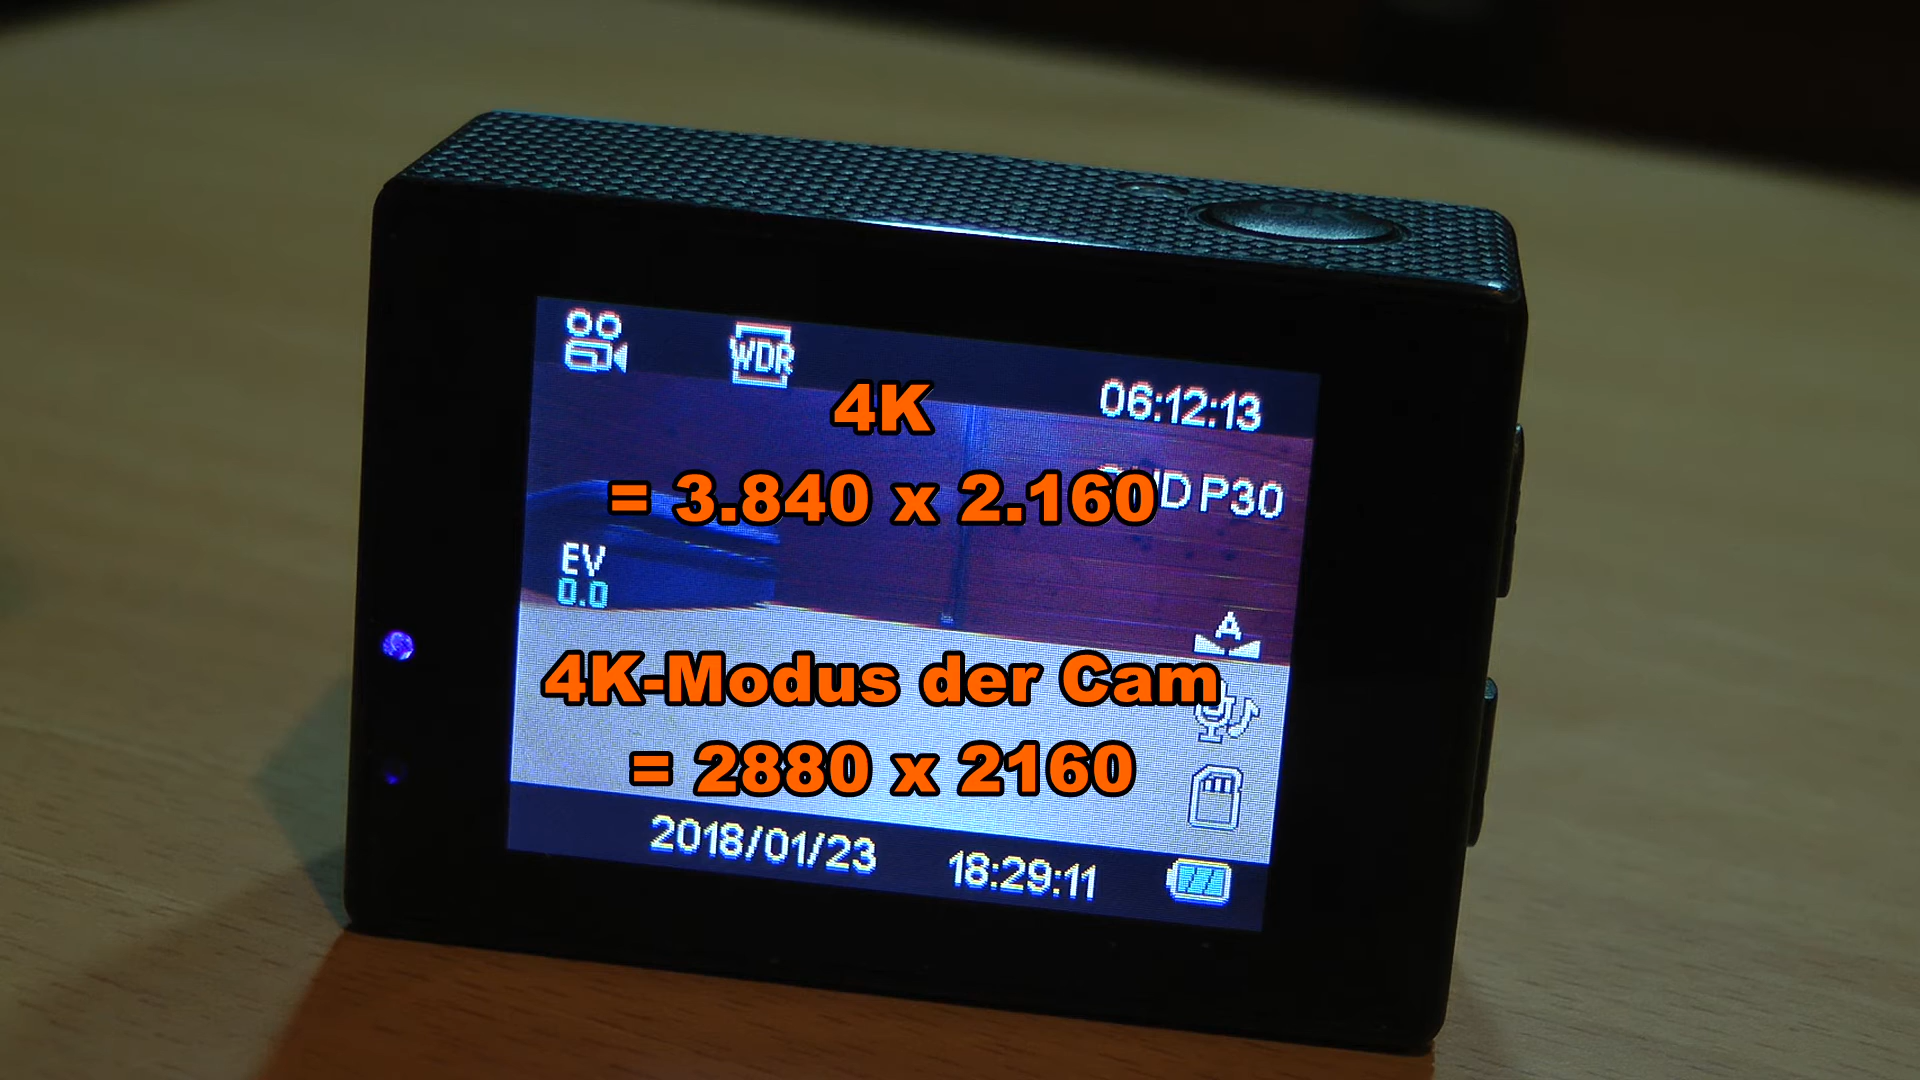 WDR
06:12:13
4K
P30
= 3.840 x 2.160
EV
0.0
A
4K-Modus der Cam
= 2880 x 2160
2018/01/23 18:29:11